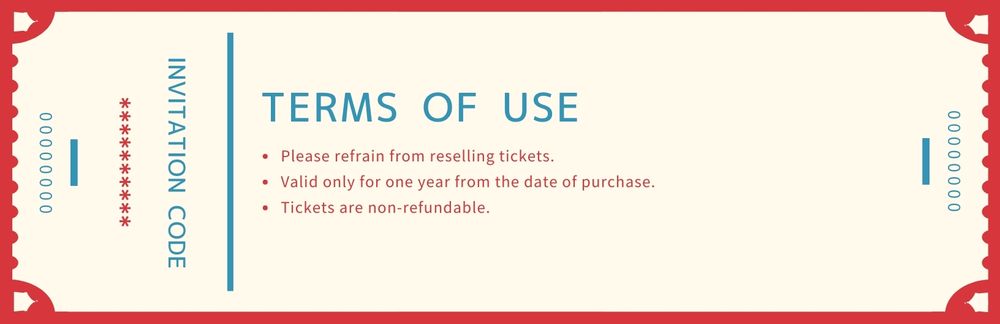 00000000
*********
INVITATION CODE
TERMS OF USE
• Please refrain from reselling tickets.
• Valid only for one year from the date of purchase.
• Tickets are non-refundable.
00000000